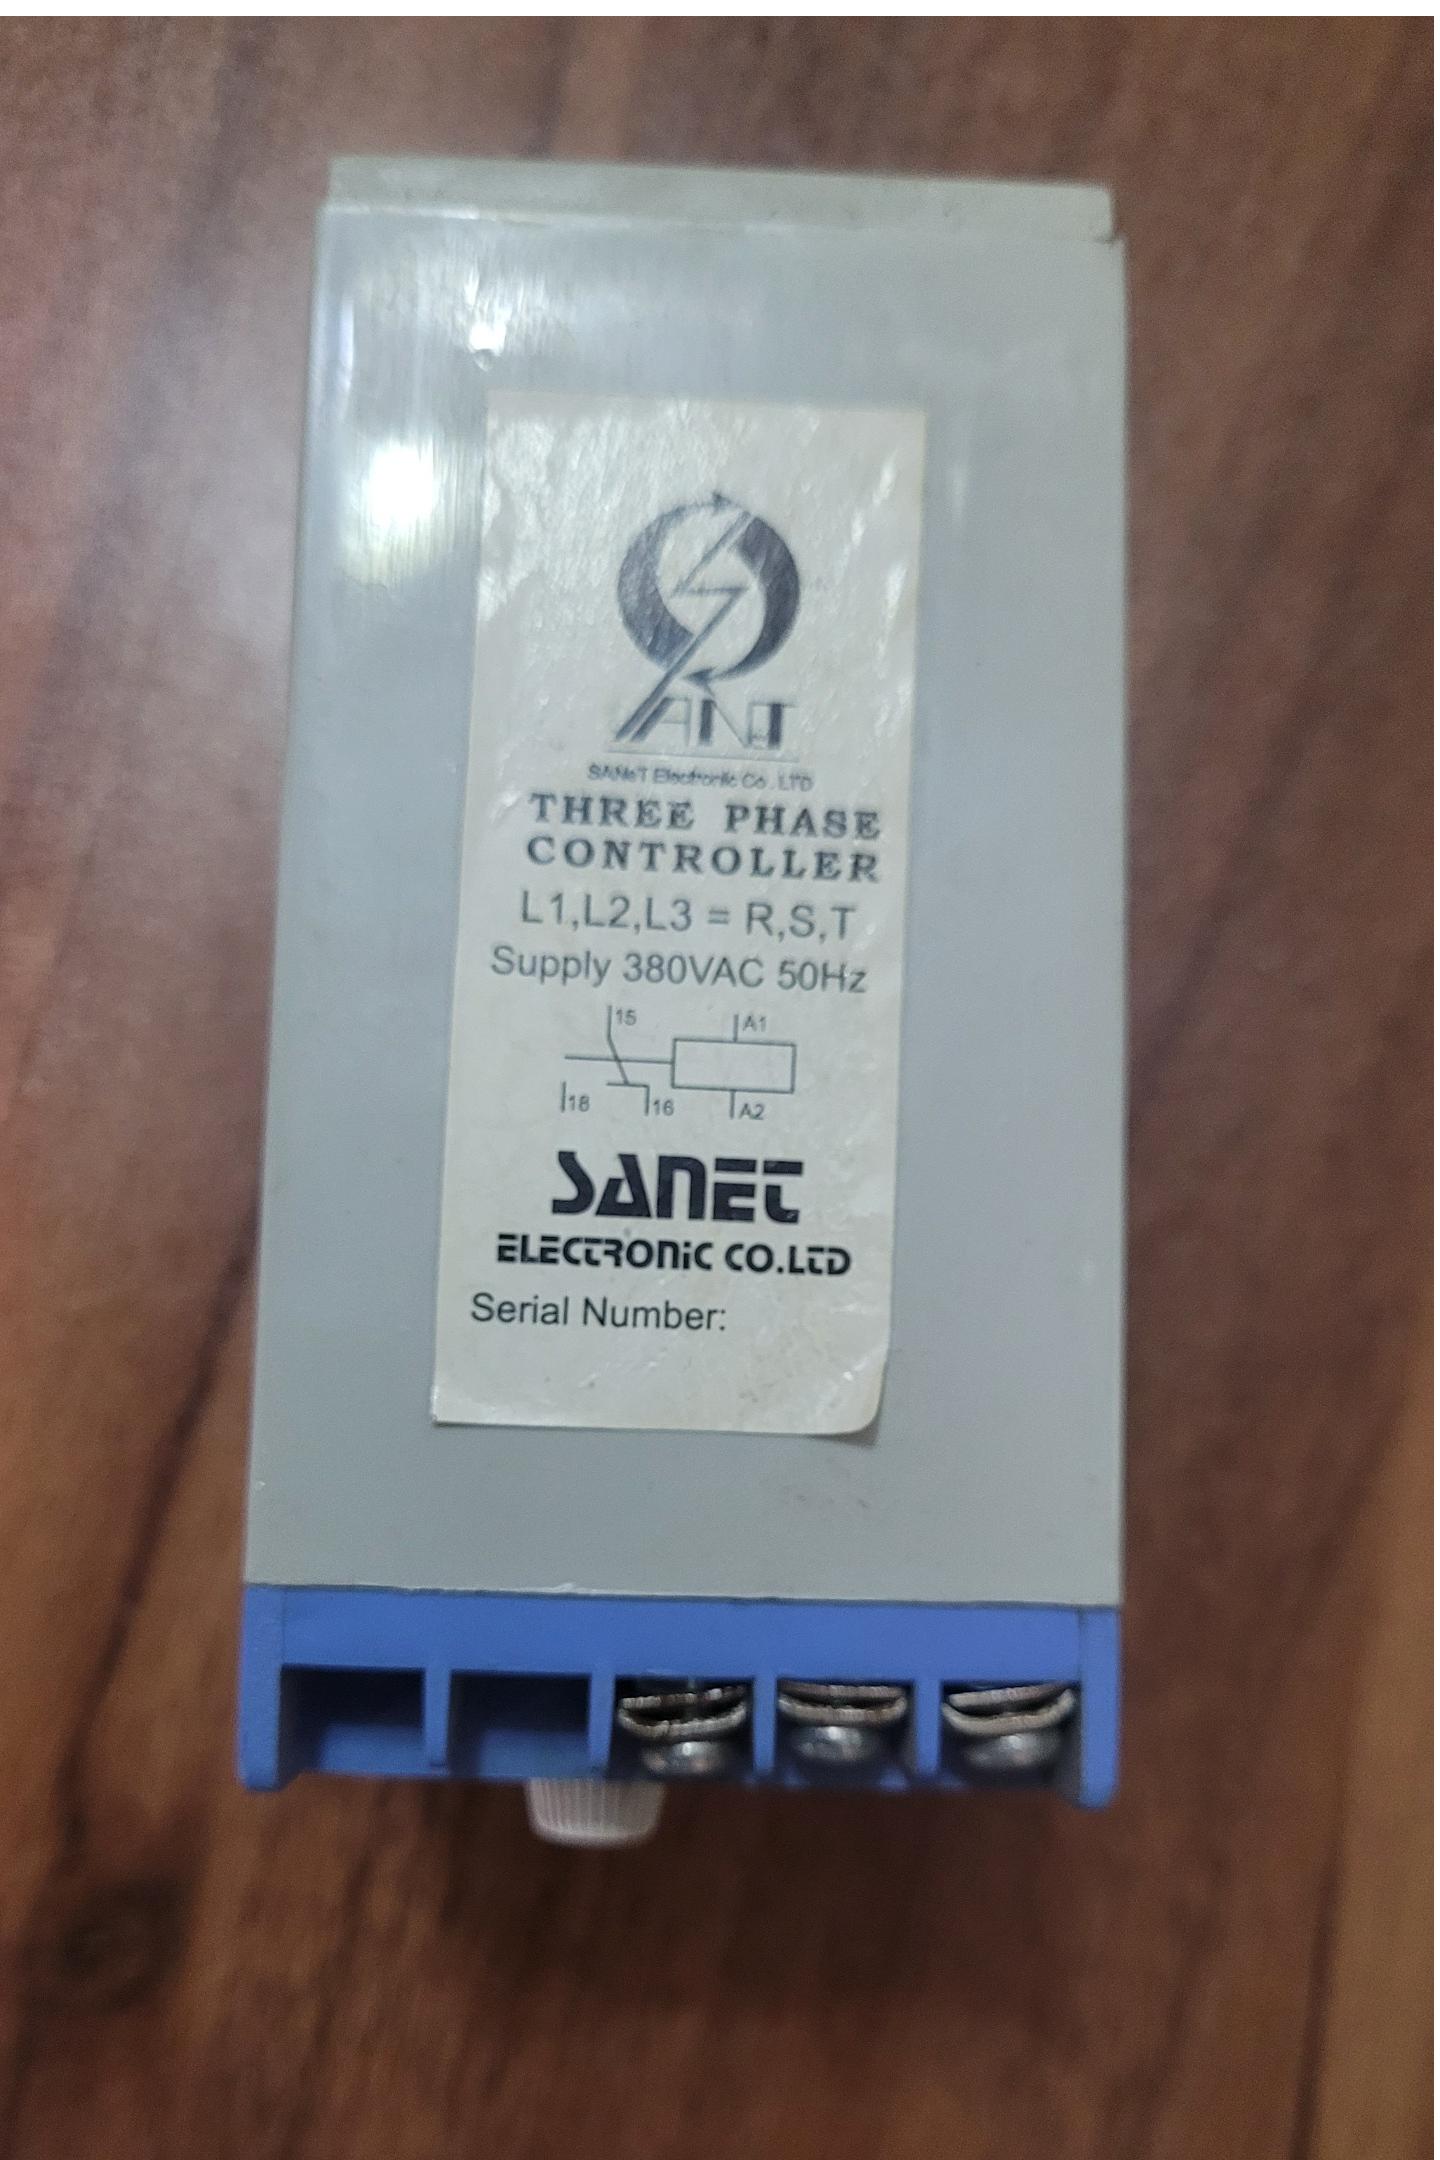 SANeT
SANeT Electronic Co. LTD
THREE PHASE
CONTROLLER
L1,L2,L3 = R,S,T
Supply 380VAC 50Hz
15 A1
18 16 A2
SANET
ELECTRONiC CO.LTD
Serial Number: